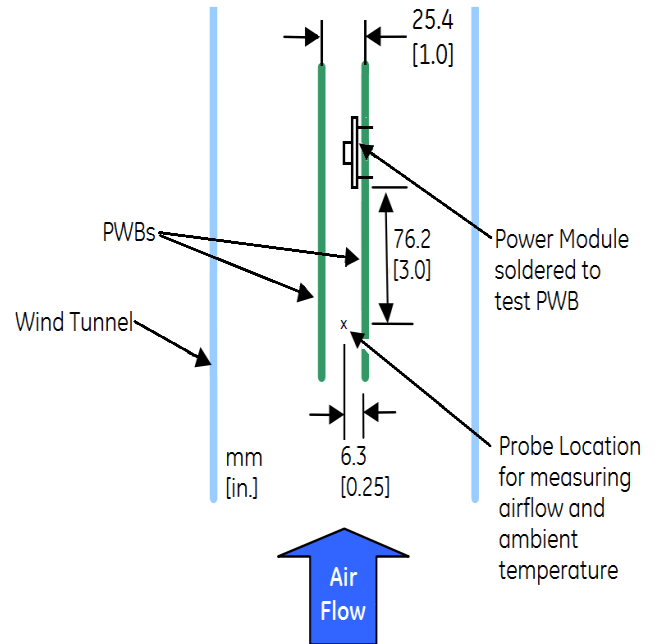 25.4
[1.0]
PWBs
76.2
[3.0]
Power Module
soldered to
test PWB
Wind Tunnel
x
mm
[in.]
6.3
[0.25]
Probe Location
for measuring
airflow and
ambient
temperature
Air
Flow